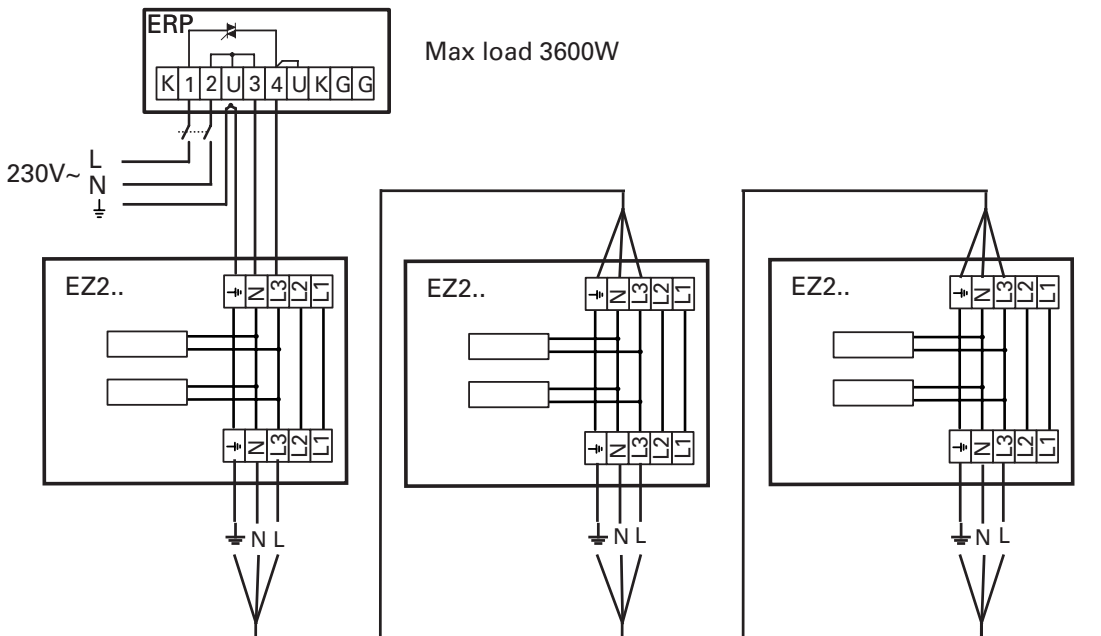 ERP
Max load 3600W
K 1 2 U 3 4 U K G G
230V~ L
N
EZ2..
N L3 L2 L1
N L3 L2 L1
N L
EZ2..
N L3 L2 L1
N L3 L2 L1
N L
EZ2..
N L3 L2 L1
N L3 L2 L1
N L